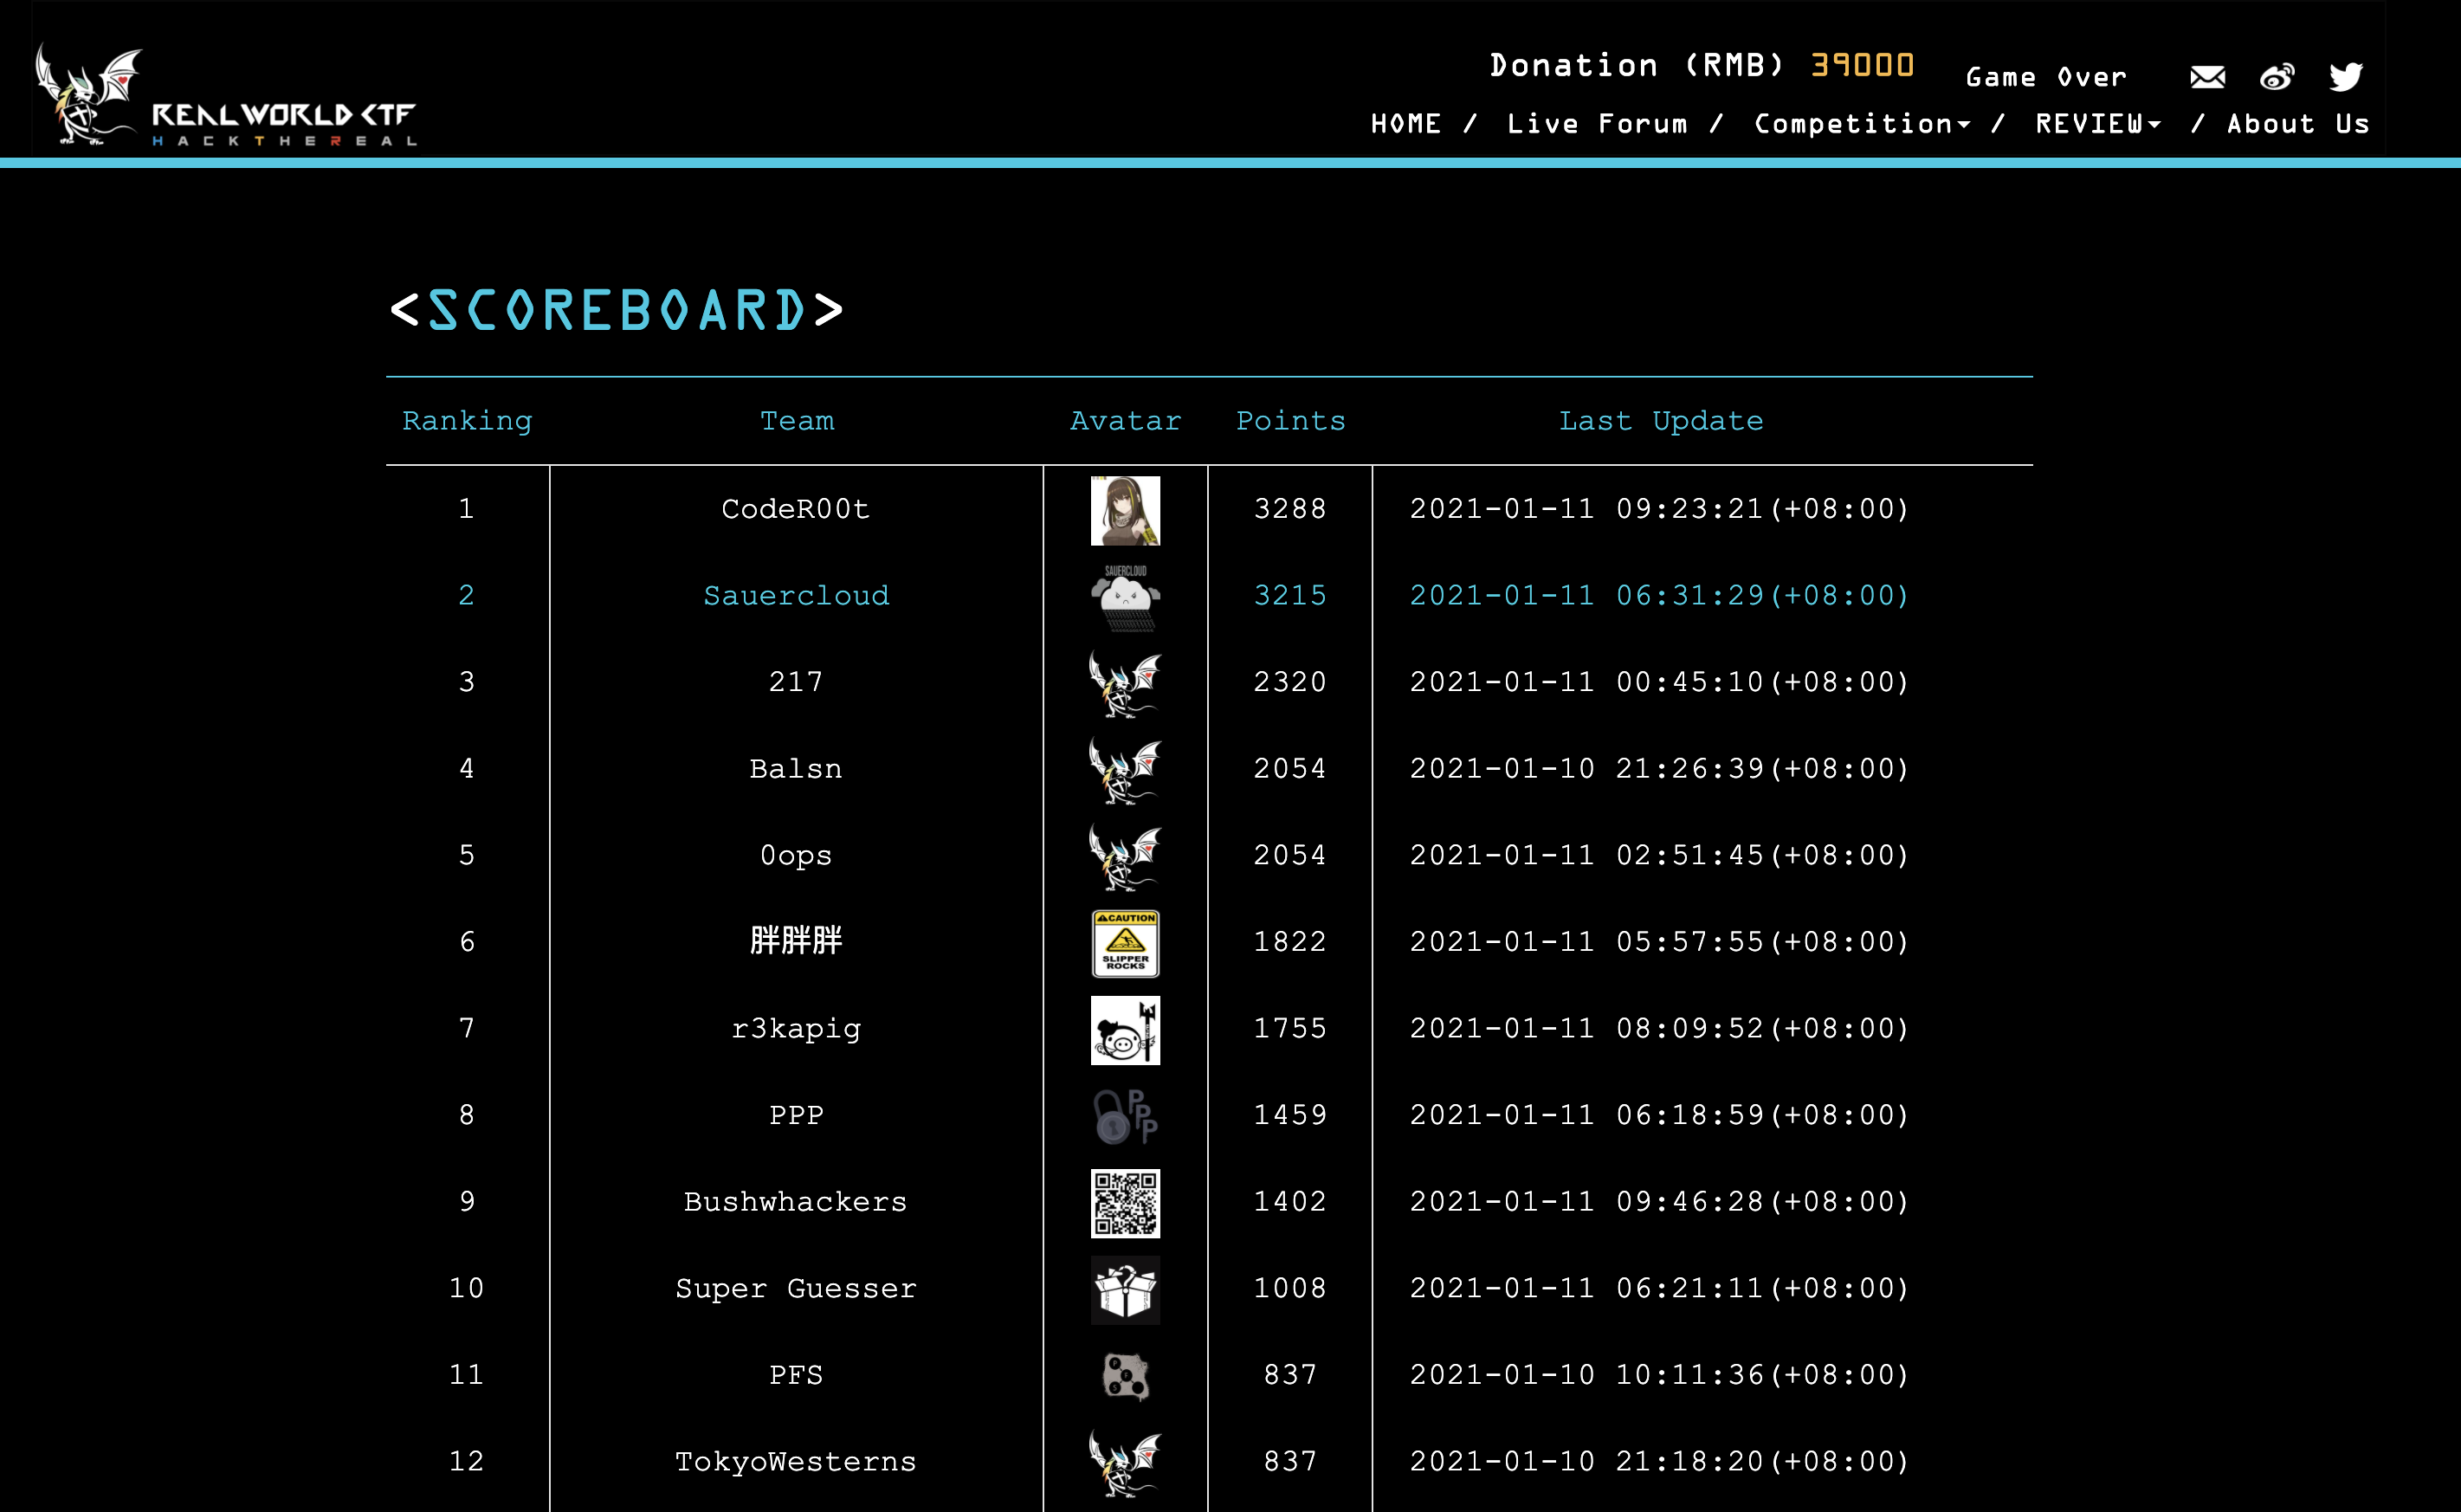 Donation (RMB) 39000 Game Over
REALWORLD CTF
HACKTHEREAL
HOME / Live Forum / Competition / REVIEW / About Us
<SCOREBOARD>
Ranking Team Avatar Points Last Update
1 CodeR00t 3288 2021-01-11 09:23:21(+08:00)
SAUERCLOUD
2 Sauercloud 3215 2021-01-11 06:31:29(+08:00)
3 217 2320 2021-01-11 00:45:10(+08:00)
4 Balsn 2054 2021-01-10 21:26:39(+08:00)
5 0ops 2054 2021-01-11 02:51:45(+08:00)
CAUTION
6 胖胖胖 1822 2021-01-11 05:57:55(+08:00)
SLIPPER
ROCKS
7 r3kapig 1755 2021-01-11 08:09:52(+08:00)
8 PPP PPP 1459 2021-01-11 06:18:59(+08:00)
9 Bushwhackers 1402 2021-01-11 09:46:28(+08:00)
10 Super Guesser 1008 2021-01-11 06:21:11(+08:00)
11 PFS PFS 837 2021-01-10 10:11:36(+08:00)
12 TokyoWesterns 837 2021-01-10 21:18:20(+08:00)